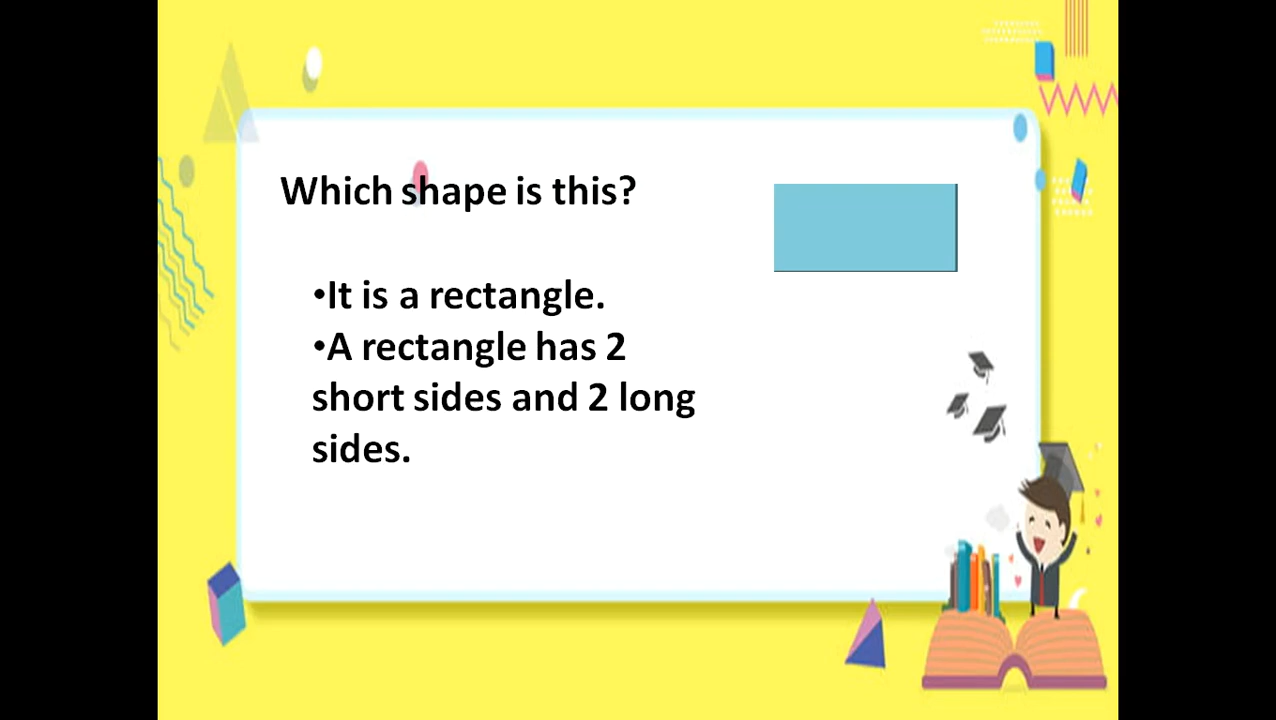 Which shape is this?
•It is a rectangle.
•A rectangle has 2
short sides and 2 long
sides.